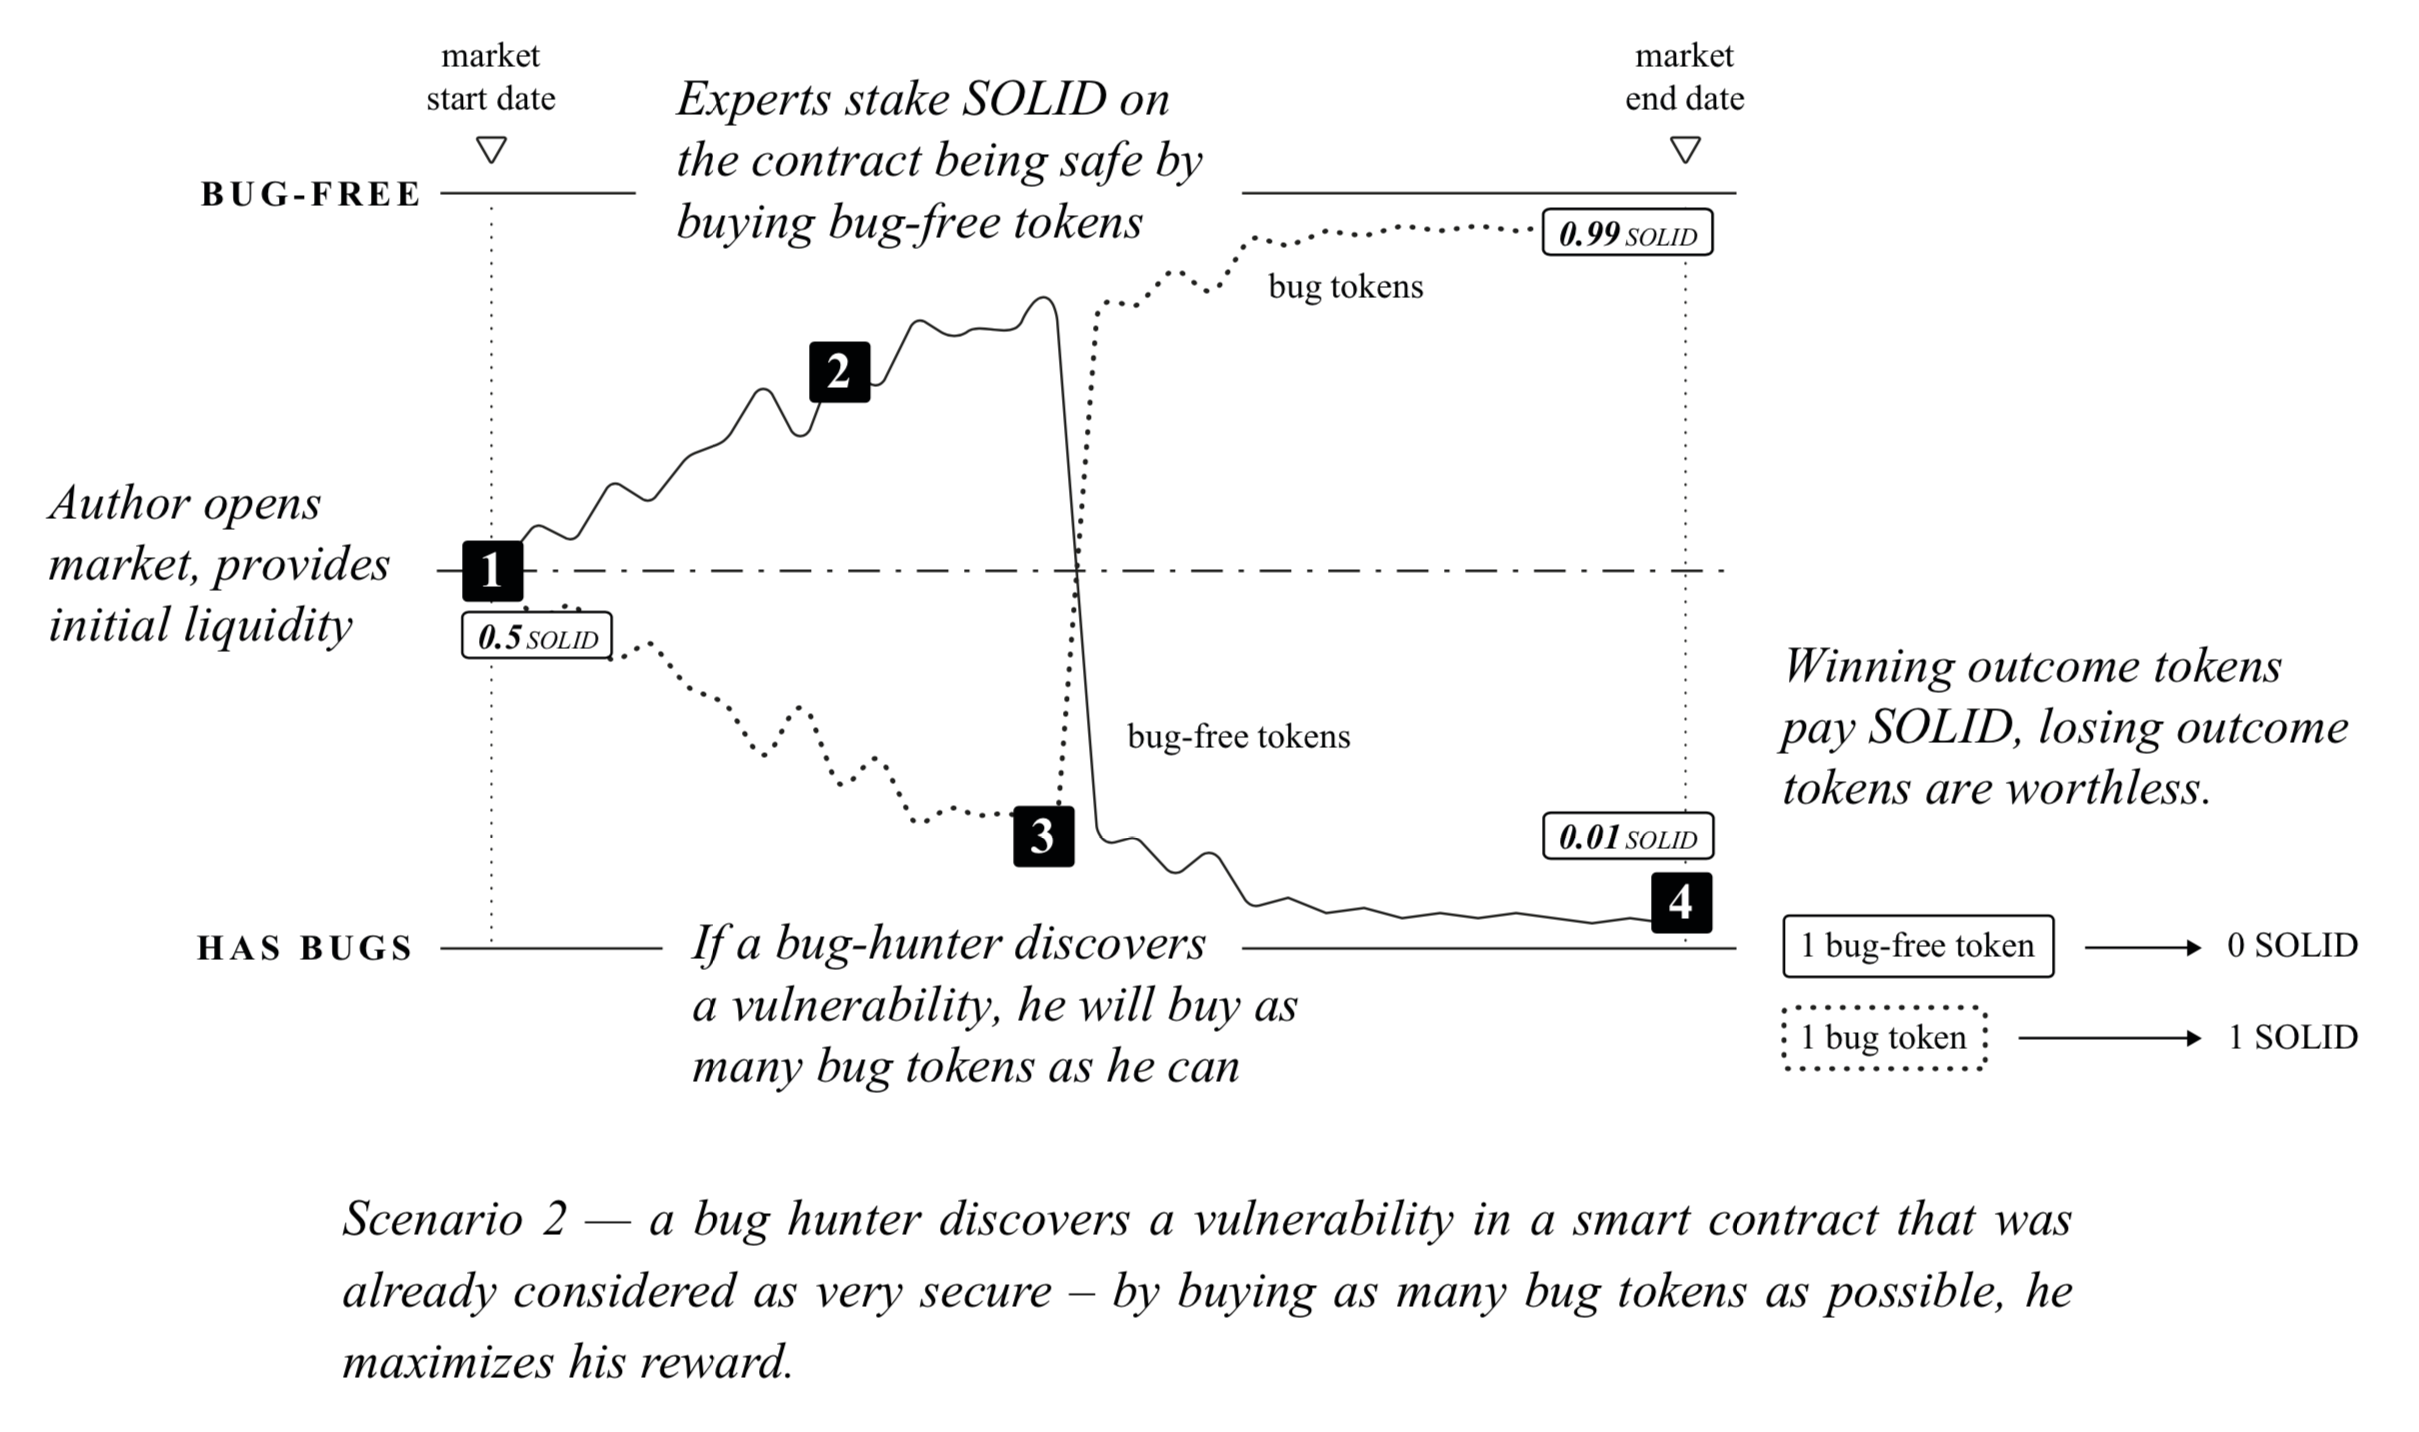 market
start date
market
end date
Experts stake SOLID on
the contract being safe by
buying bug-free tokens
BUG-FREE
0.99 SOLID
bug tokens
2
Author opens
market, provides
initial liquidity
1
0.5 SOLID
bug-free tokens
Winning outcome tokens
pay SOLID, losing outcome
tokens are worthless.
3
0.01 SOLID
4
HAS BUGS
If a bug-hunter discovers
a vulnerability, he will buy as
many bug tokens as he can
1 bug-free token 0 SOLID
1 bug token 1 SOLID
Scenario 2 — a bug hunter discovers a vulnerability in a smart contract that was
already considered as very secure – by buying as many bug tokens as possible, he
maximizes his reward.